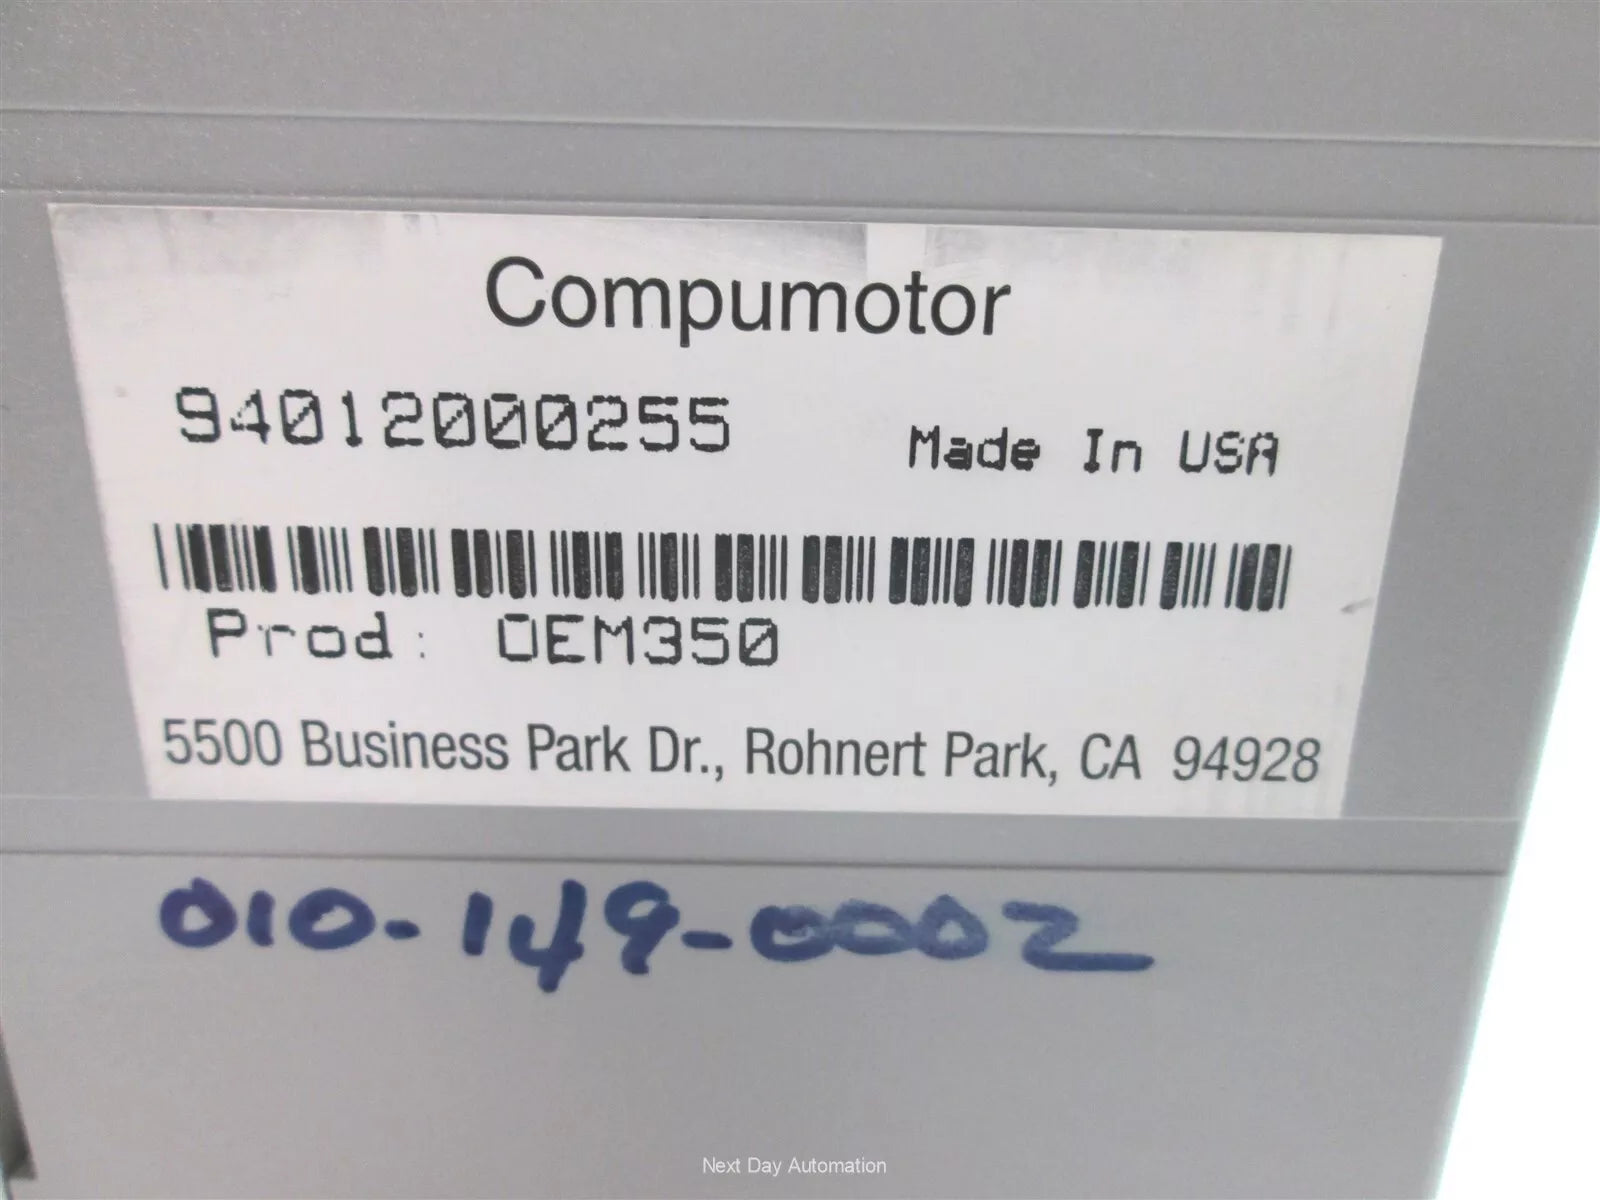 Compumotor
94012000255
Made In USA
Prod: OEM350
5500 Business Park Dr., Rohnert Park, CA 94928
010-149-0002
Next Day Automation